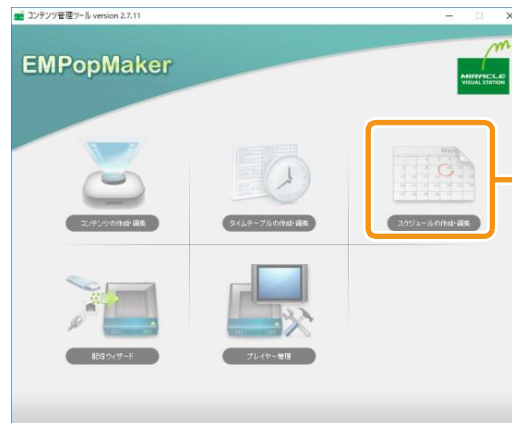 コンテンツ管理ツール version 2.7.11
EMPopMaker
MIRACLE
VISUAL STATION
コンテンツの作成・編集
タイムテーブルの作成・編集
スケジュールの作成・編集
配信ウィザード
プレイヤー管理